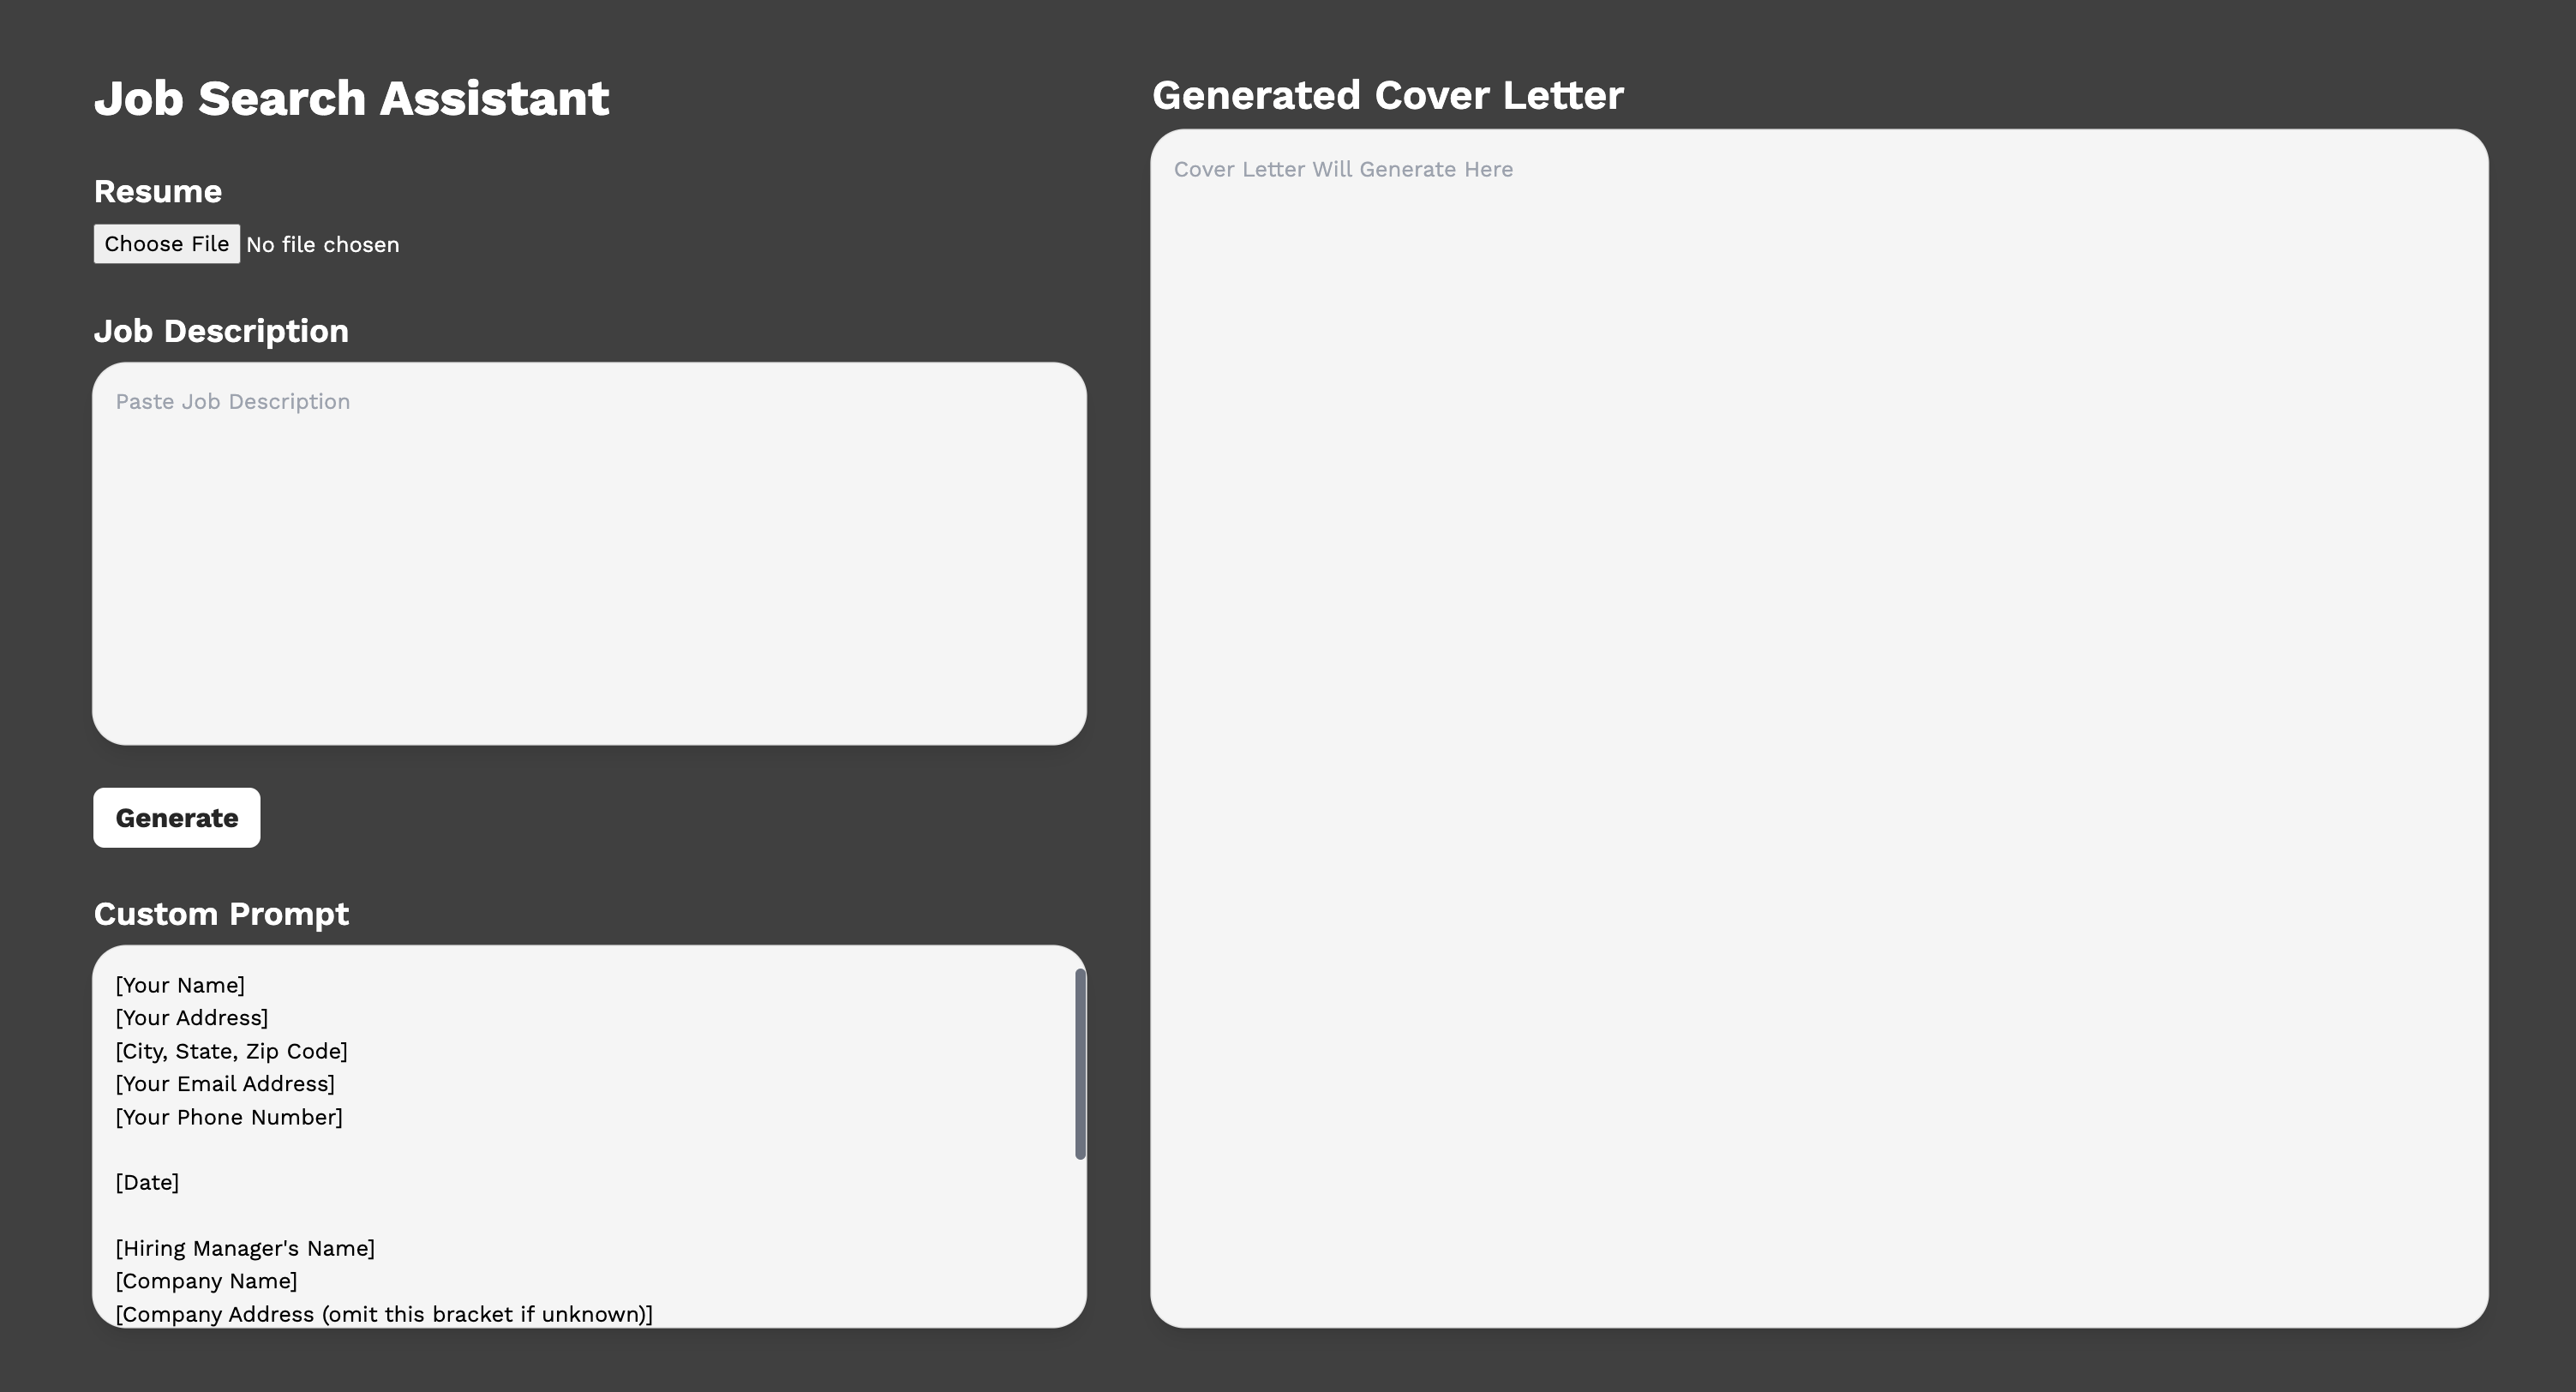 Job Search Assistant
Resume
Choose File No file chosen
Job Description
Paste Job Description
Generate
Custom Prompt
[Your Name]
[Your Address]
[City, State, Zip Code]
[Your Email Address]
[Your Phone Number]
[Date]
[Hiring Manager's Name]
[Company Name]
[Company Address (omit this bracket if unknown)]
Generated Cover Letter
Cover Letter Will Generate Here